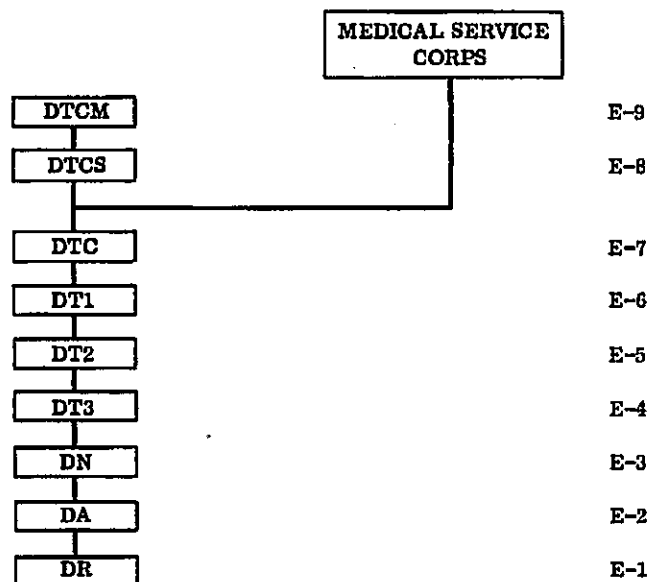 MEDICAL SERVICE
CORPS
DTCM E-9
DTCS E-8
DTC E-7
DT1 E-6
DT2 E-5
DT3 E-4
DN E-3
DA E-2
DR E-1